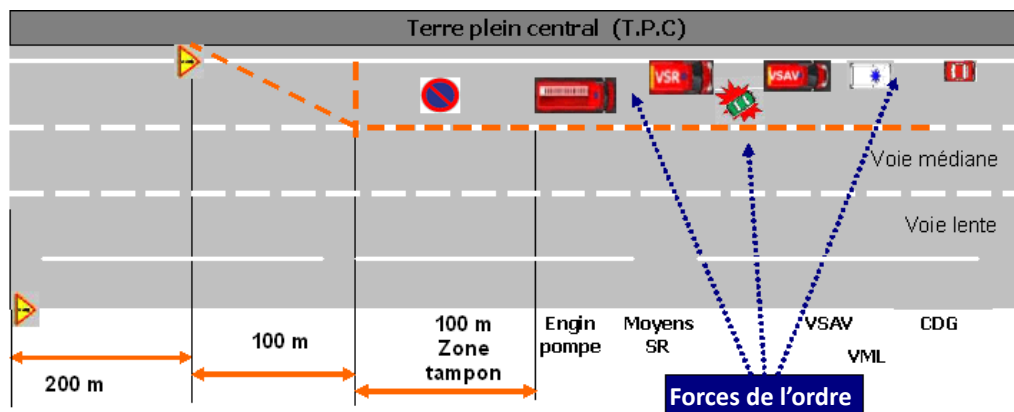 Terre plein central (T.P.C)
VSR
VSAV
Voie médiane
Voie lente
100 m
200 m
100 m
Zone
tampon
Engin
pompe
Moyens
SR
VSAV
VML
CDG
Forces de l'ordre